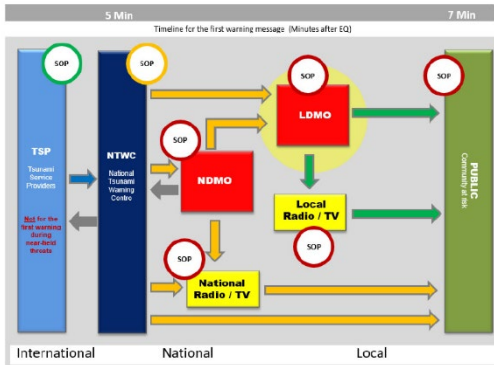 5 Min
7 Min
Timeline for the first warning message (Minutes after EQ)
SOP
SOP
SOP
SOP
TSP
Tsunami
Service
Providers
Not for the
first warning
during
near-field
threats
NTWC
National
Tsunami
Warning
Centre
SOP
NDMO
LDMO
Local
Radio / TV
SOP
SOP
National
Radio / TV
PUBLIC
Community at risk
International
National
Local